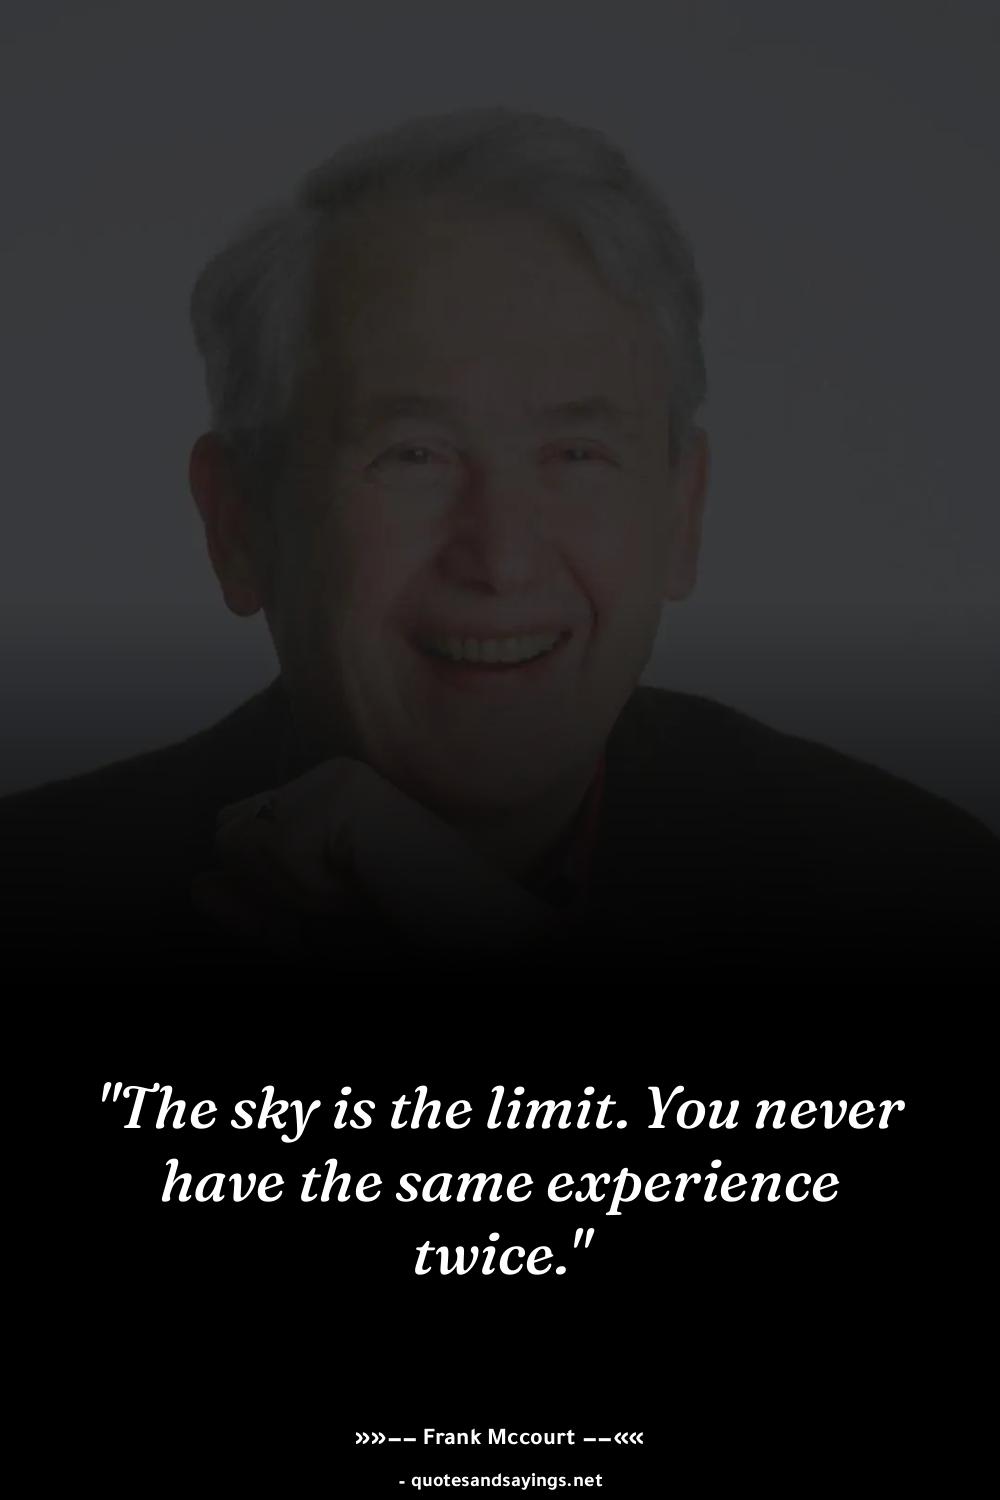 "The sky is the limit. You never
have the same experience
twice."
»»−− Frank Mccourt −−««
- quotesandsayings.net